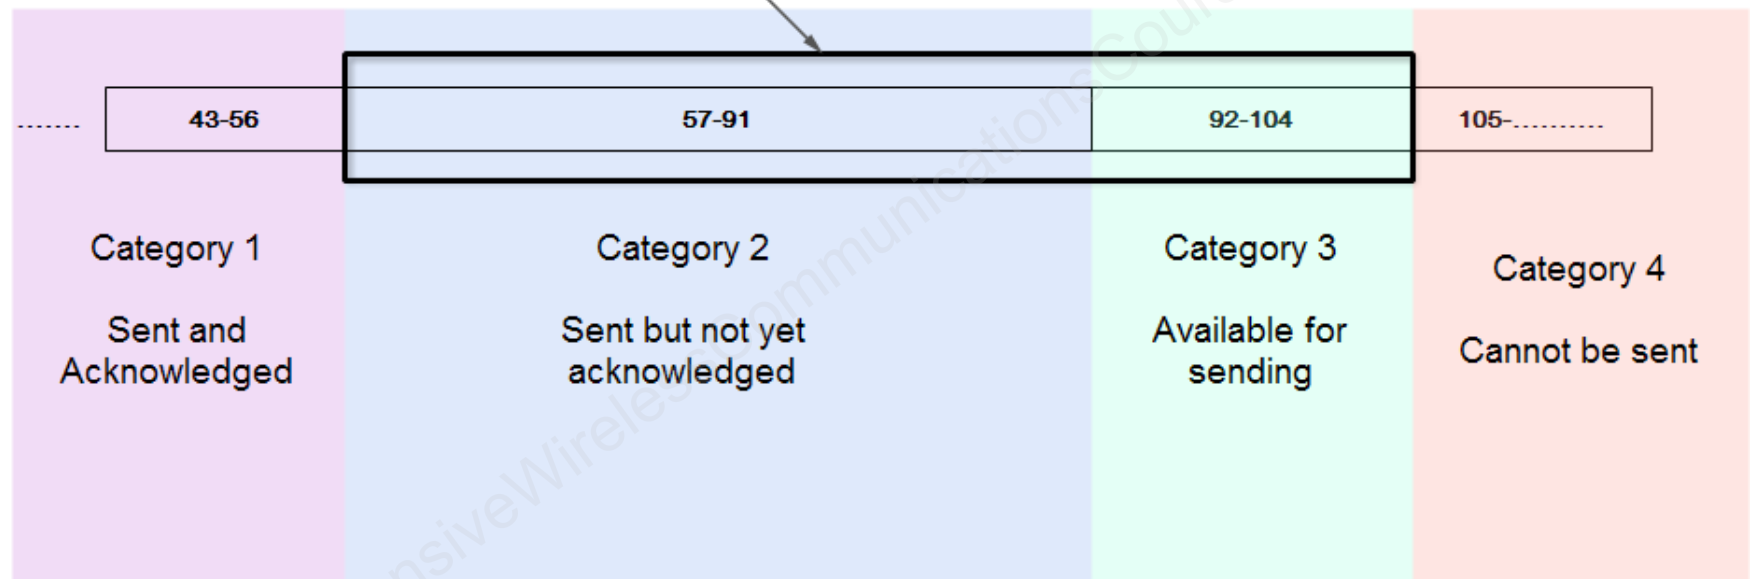 ....... 43-56 57-91 92-104 105-..........
Category 1
Sent and
Acknowledged
Category 2
Sent but not yet
acknowledged
Category 3
Available for
sending
Category 4
Cannot be sent